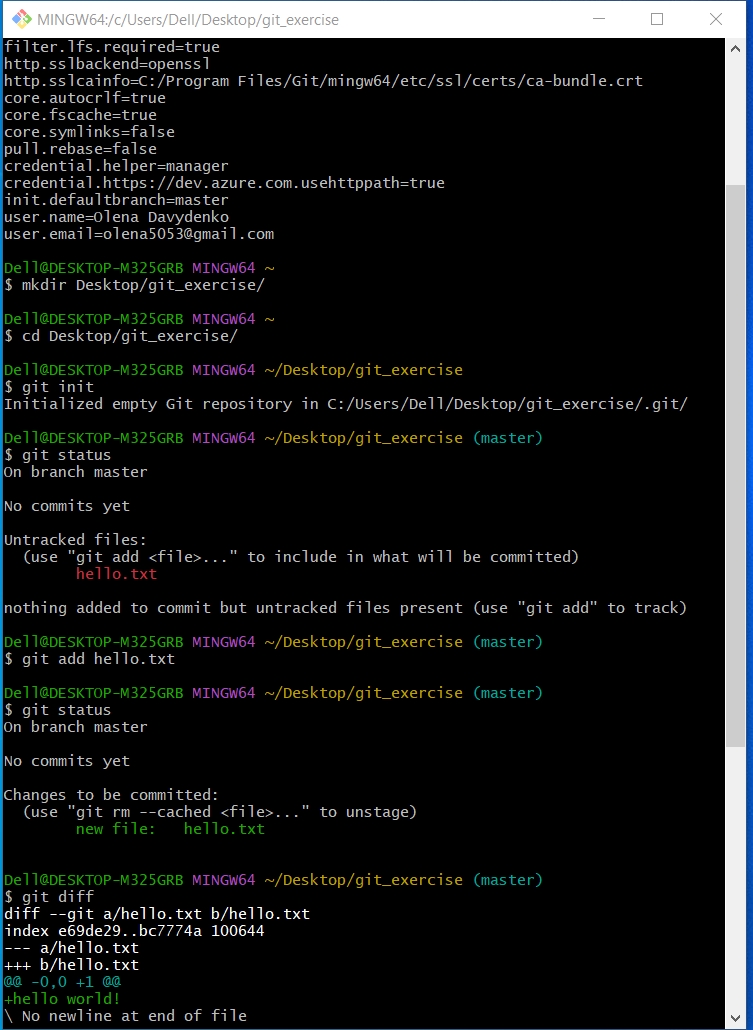 MINGW64:/c/Users/Dell/Desktop/git_exercise
filter.lfs.required=true
http.sslbackend=openssl
http.sslcainfo=C:/Program Files/Git/mingw64/etc/ssl/certs/ca-bundle.crt
core.autocrlf=true
core.fscache=true
core.symlinks=false
pull.rebase=false
credential.helper=manager
credential.https://dev.azure.com.usehttppath=true
init.defaultbranch=master
user.name=Olena Davydenko
user.email=olena5053@gmail.com

Dell@DESKTOP-M325GRB MINGW64 ~
$ mkdir Desktop/git_exercise/

Dell@DESKTOP-M325GRB MINGW64 ~
$ cd Desktop/git_exercise/

Dell@DESKTOP-M325GRB MINGW64 ~/Desktop/git_exercise
$ git init
Initialized empty Git repository in C:/Users/Dell/Desktop/git_exercise/.git/

Dell@DESKTOP-M325GRB MINGW64 ~/Desktop/git_exercise (master)
$ git status
On branch master

No commits yet

Untracked files:
  (use "git add <file>..." to include in what will be committed)
        hello.txt

nothing added to commit but untracked files present (use "git add" to track)

Dell@DESKTOP-M325GRB MINGW64 ~/Desktop/git_exercise (master)
$ git add hello.txt

Dell@DESKTOP-M325GRB MINGW64 ~/Desktop/git_exercise (master)
$ git status
On branch master

No commits yet

Changes to be committed:
  (use "git rm --cached <file>..." to unstage)
        new file:   hello.txt


Dell@DESKTOP-M325GRB MINGW64 ~/Desktop/git_exercise (master)
$ git diff
diff --git a/hello.txt b/hello.txt
index e69de29..bc7774a 100644
--- a/hello.txt
+++ b/hello.txt
@@ -0,0 +1 @@
+hello world!
\ No newline at end of file